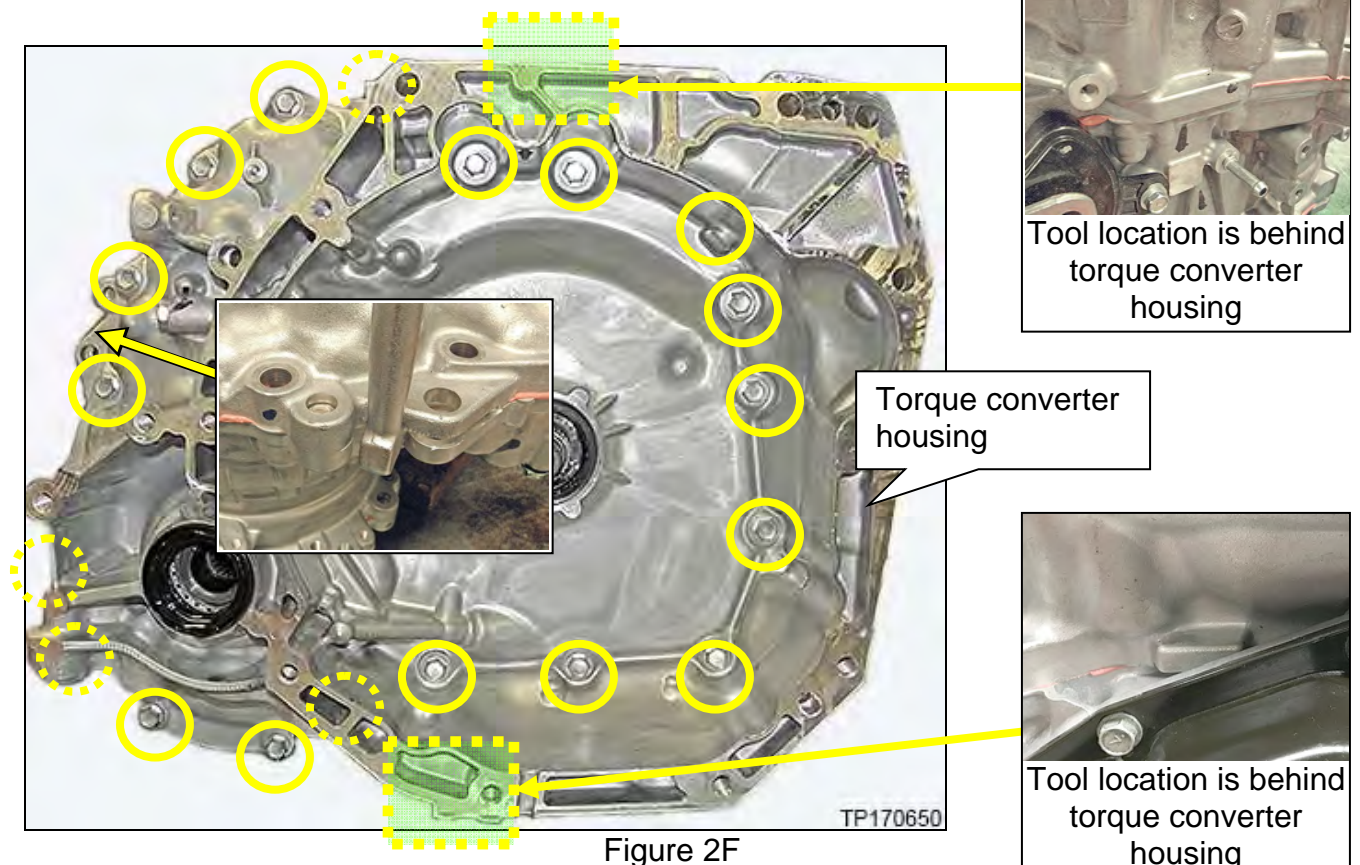 Tool location is behind
torque converter
housing
Torque converter
housing
Tool location is behind
torque converter
housing
TP170650
Figure 2F